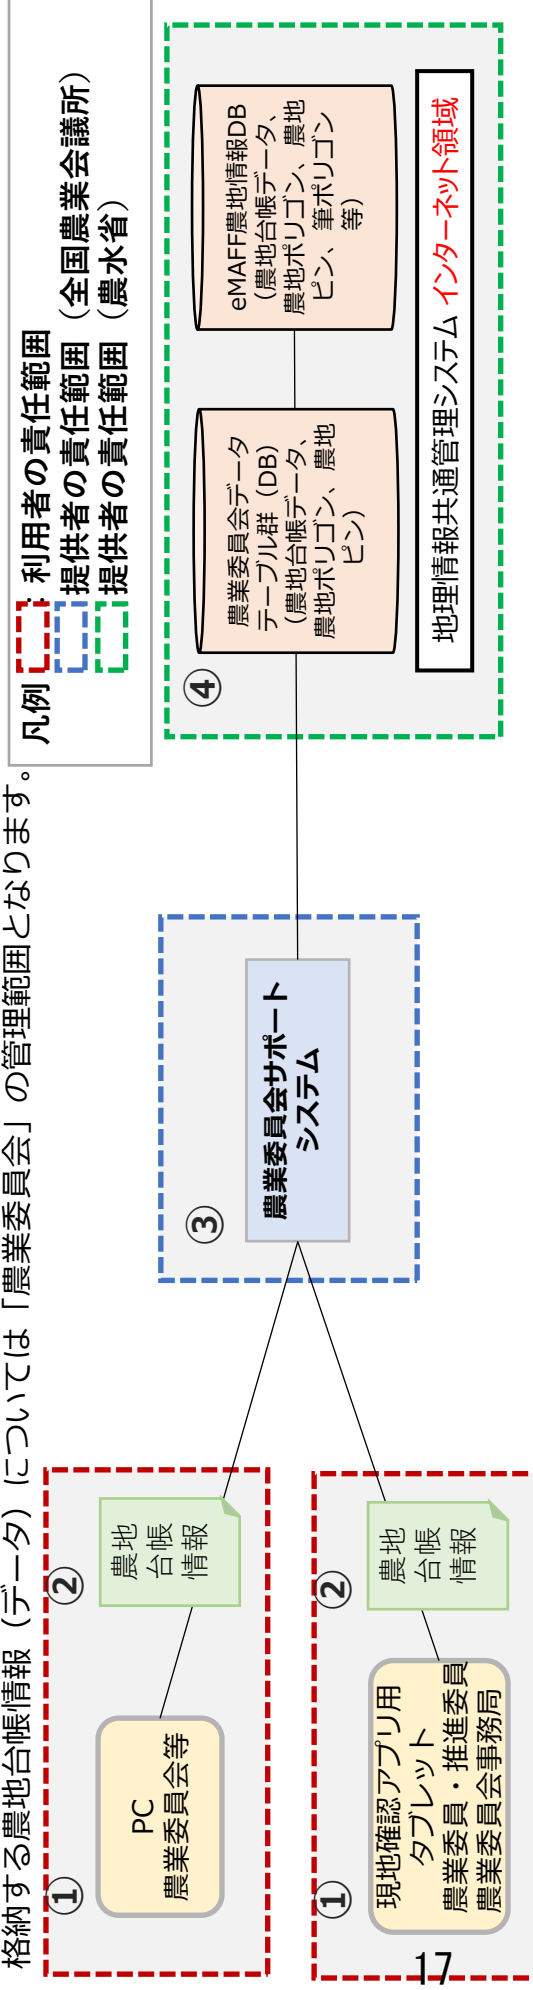 格納する農地台帳情報（データ）については「農業委員会」の管理範囲となります。
凡例
：利用者の責任範囲
提供者の責任範囲（全国農業会議所）
提供者の責任範囲（農水省）
①
PC
農業委員会等
②
農地
台帳
情報
①
現地確認アプリ用
タブレット
農業委員・推進委員
農業委員会事務局
②
農地
台帳
情報
③
農業委員会サポート
システム
④
農業委員会データ
テーブル群（DB）
（農地台帳データ、
農地ポリゴン、農地
ピン）
eMAFF農地情報DB
（農地台帳データ、
農地ポリゴン、農地
ピン、筆ポリゴン
等）
地理情報共通管理システム インターネット領域
17